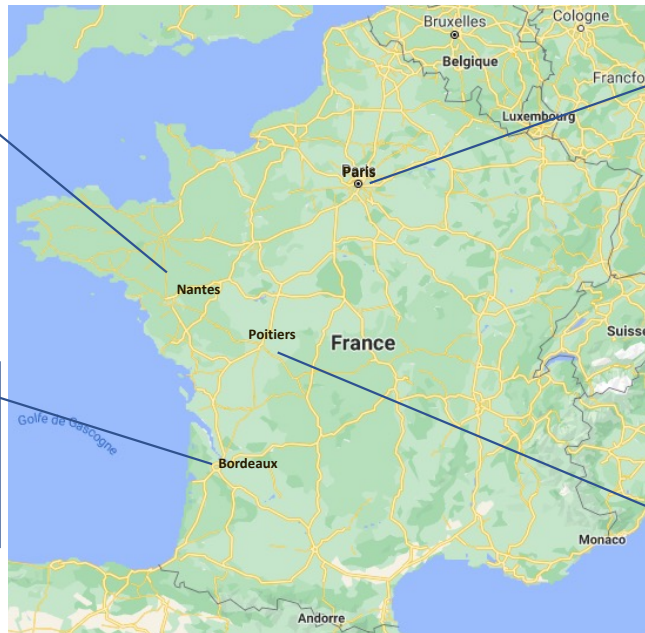 Bruxelles
Cologne
Belgique
Francfo
Luxembourg
Paris
Nantes
Poitiers
France
Suisse
Golfe de Gascogne
Bordeaux
Monaco
Andorre